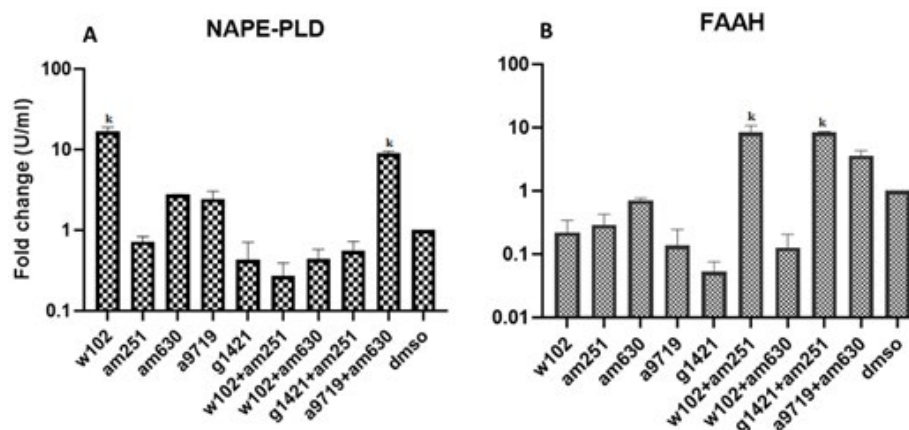 A
NAPE-PLD
Fold change (U/ml)
100
10
1
0.1
k
k
w102
am251
am630
a9719
g1421
w102+am251
w102+am630
g1421+am251
a9719+am630
dmso
B
FAAH
100
10
1
0.1
0.01
k
k
w102
am251
am630
a9719
g1421
w102+am251
w102+am630
g1421+am251
a9719+am630
dmso